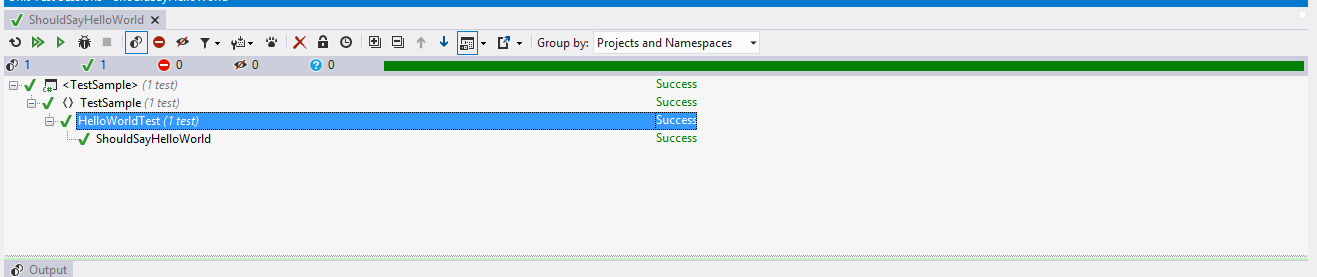 ShouldSayHelloWorld
Group by: Projects and Namespaces
1 1 0 0 0
<TestSample> (1 test) Success
TestSample (1 test) Success
HelloWorldTest (1 test) Success
ShouldSayHelloWorld Success
Output